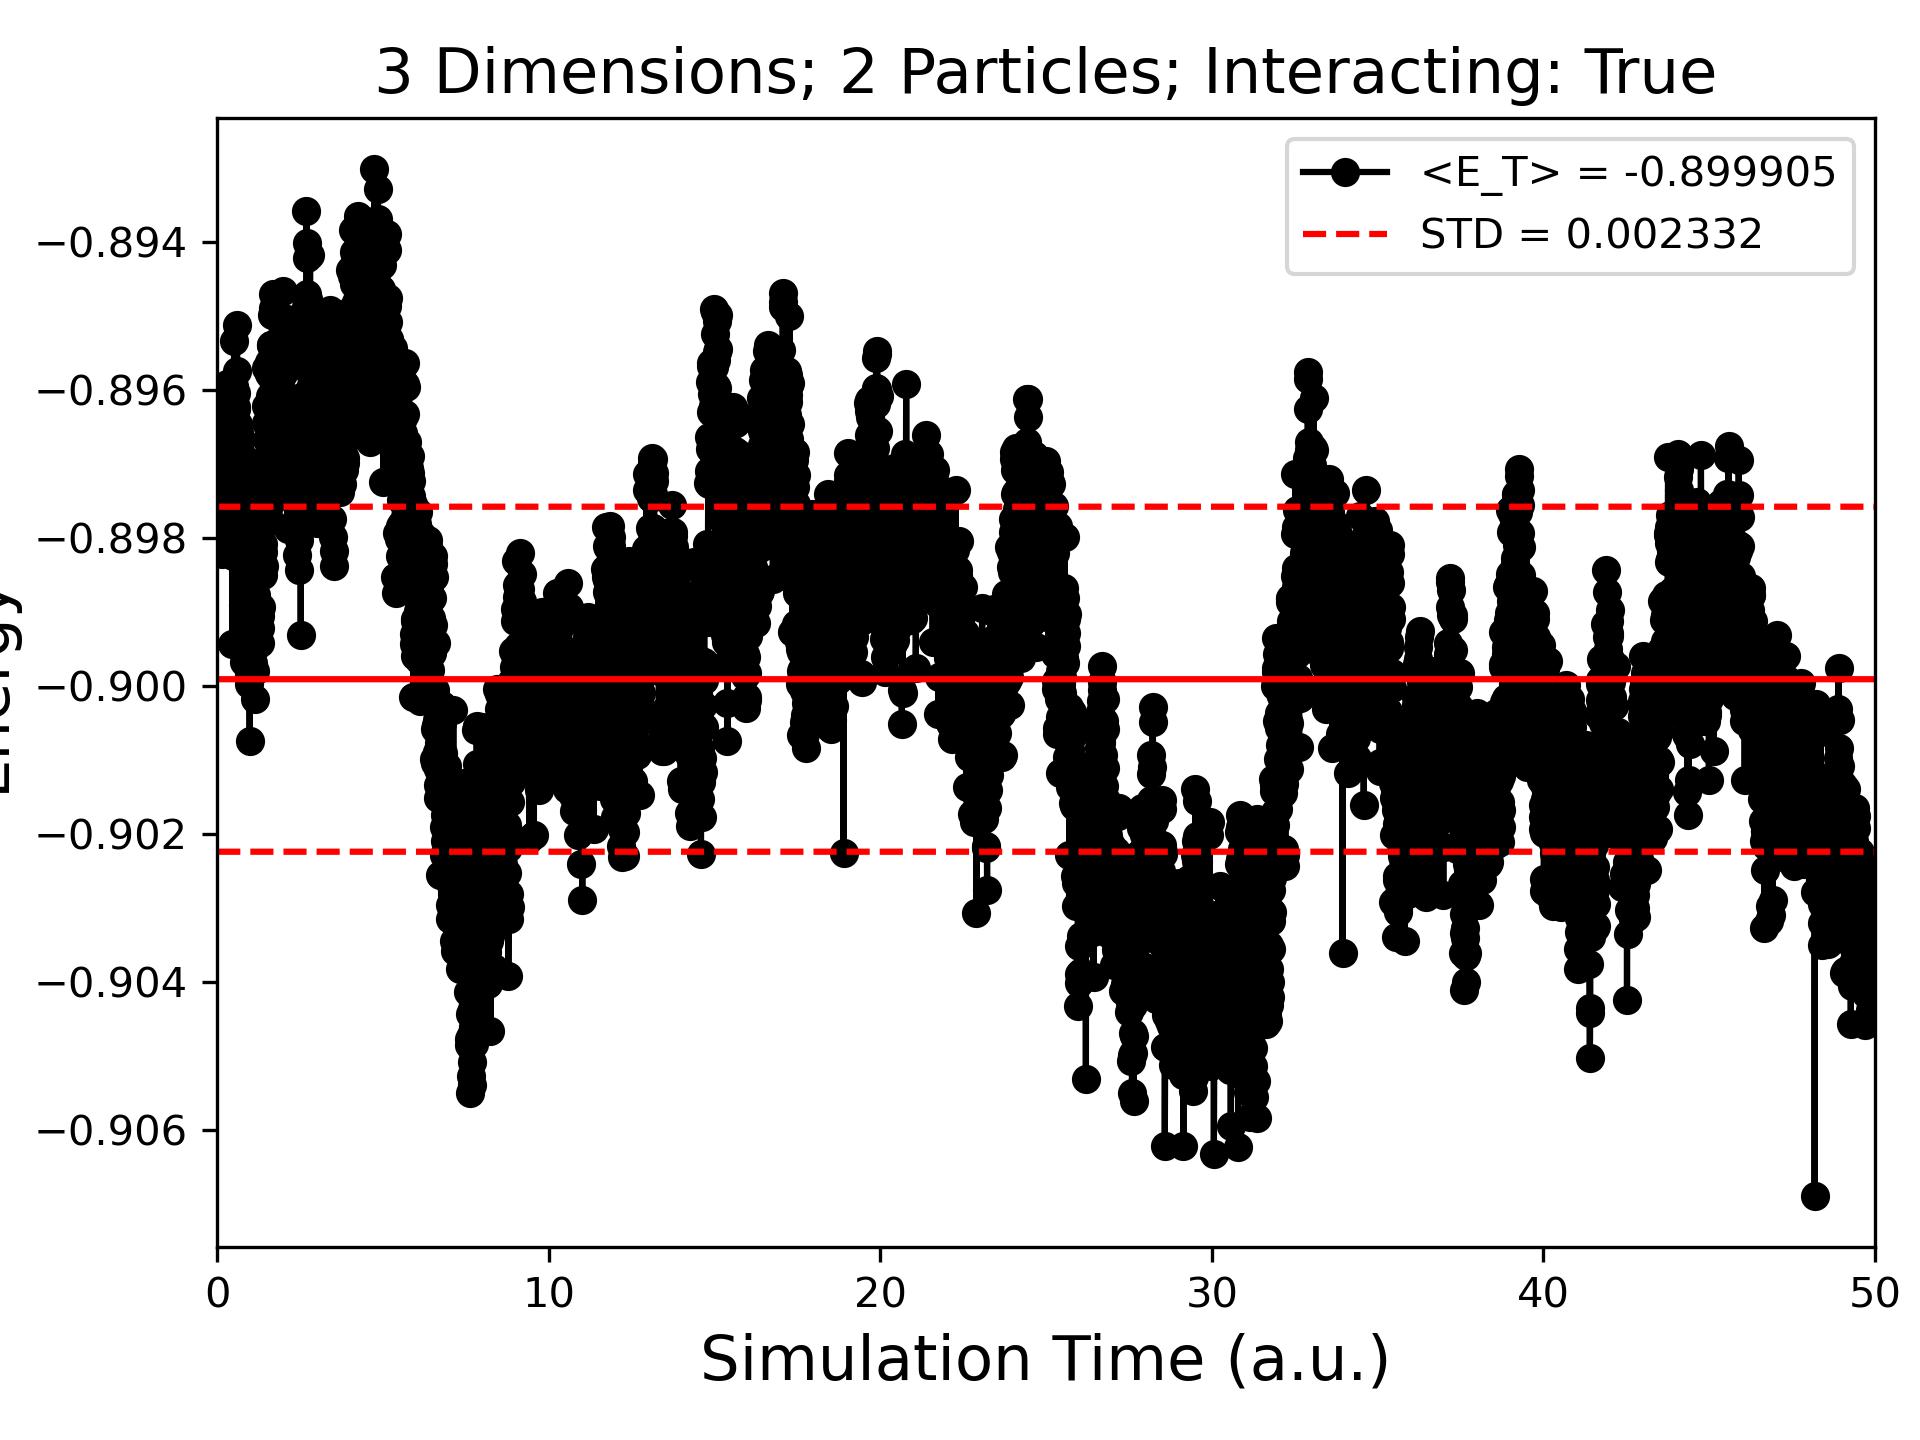 3 Dimensions; 2 Particles; Interacting: True
<E_T> = -0.899905
STD = 0.002332
−0.894
−0.896
−0.898
−0.900
−0.902
−0.904
−0.906
Energy
0 10 20 30 40 50
Simulation Time (a.u.)